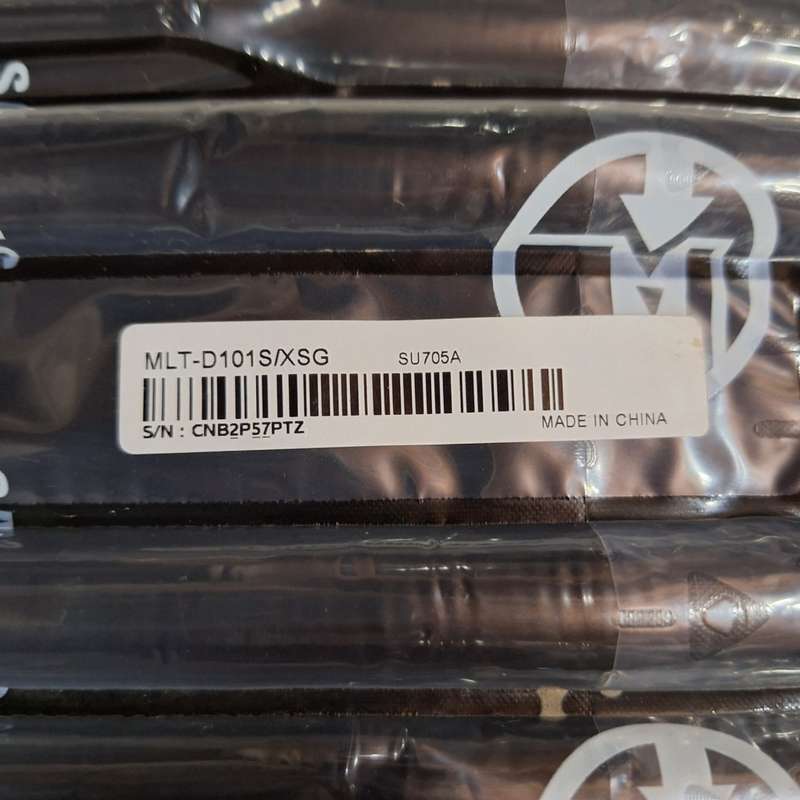 MLT-D101S/XSG SU705A
S/N : CNB2P57PTZ
MADE IN CHINA